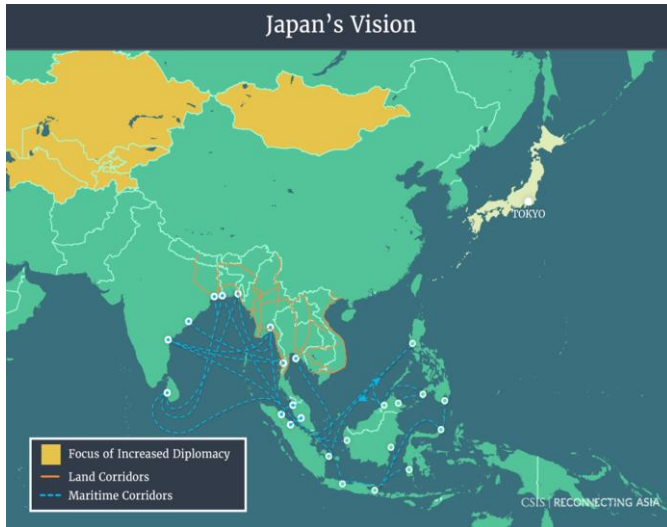 Japan's Vision
TOKYO
Focus of Increased Diplomacy
Land Corridors
Maritime Corridors
CSIS | RECONNECTING ASIA